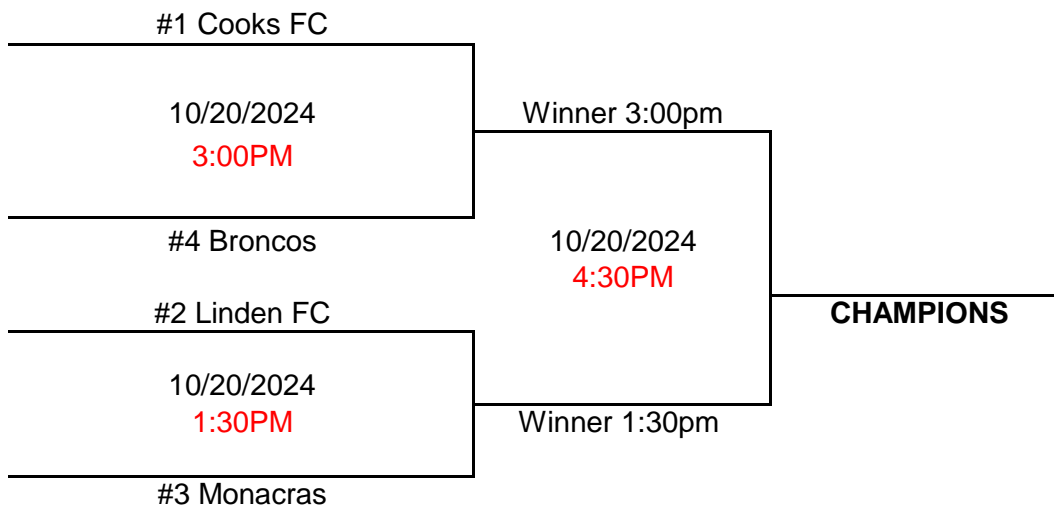 #1 Cooks FC
10/20/2024
3:00PM
Winner 3:00pm
#4 Broncos
10/20/2024
4:30PM
#2 Linden FC
CHAMPIONS
10/20/2024
1:30PM
Winner 1:30pm
#3 Monacras